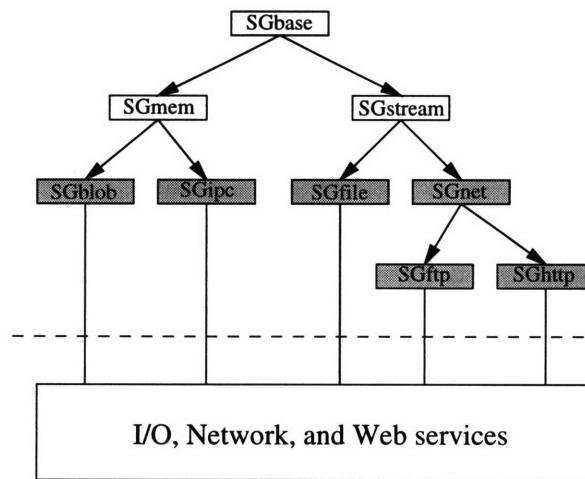 SGbase
SGmem SGstream
SGblob SGipc SGfile SGnet
SGftp SGhttp
I/O, Network, and Web services